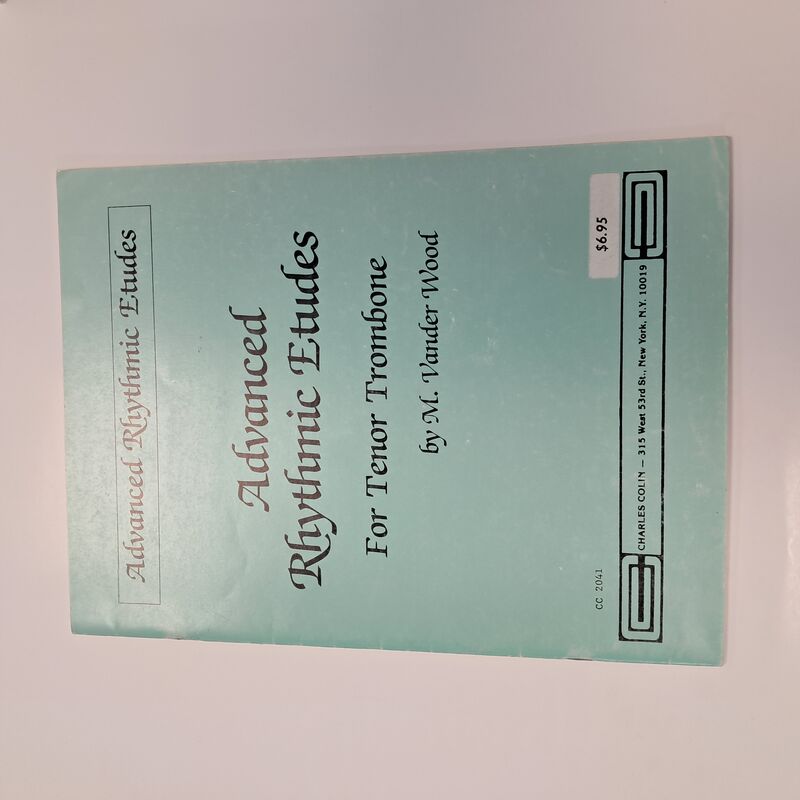 Advanced Rhythmic Etudes
Advanced
Rhythmic Etudes
For Tenor Trombone
by M. Vander Wood
$6.95
CC 2041
CHARLES COLIN — 315 West 53rd St., New York, N.Y. 10019